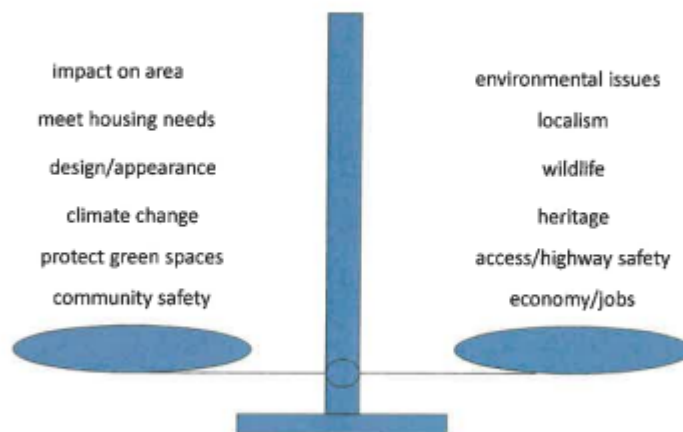 impact on area
meet housing needs
design/appearance
climate change
protect green spaces
community safety
environmental issues
localism
wildlife
heritage
access/highway safety
economy/jobs